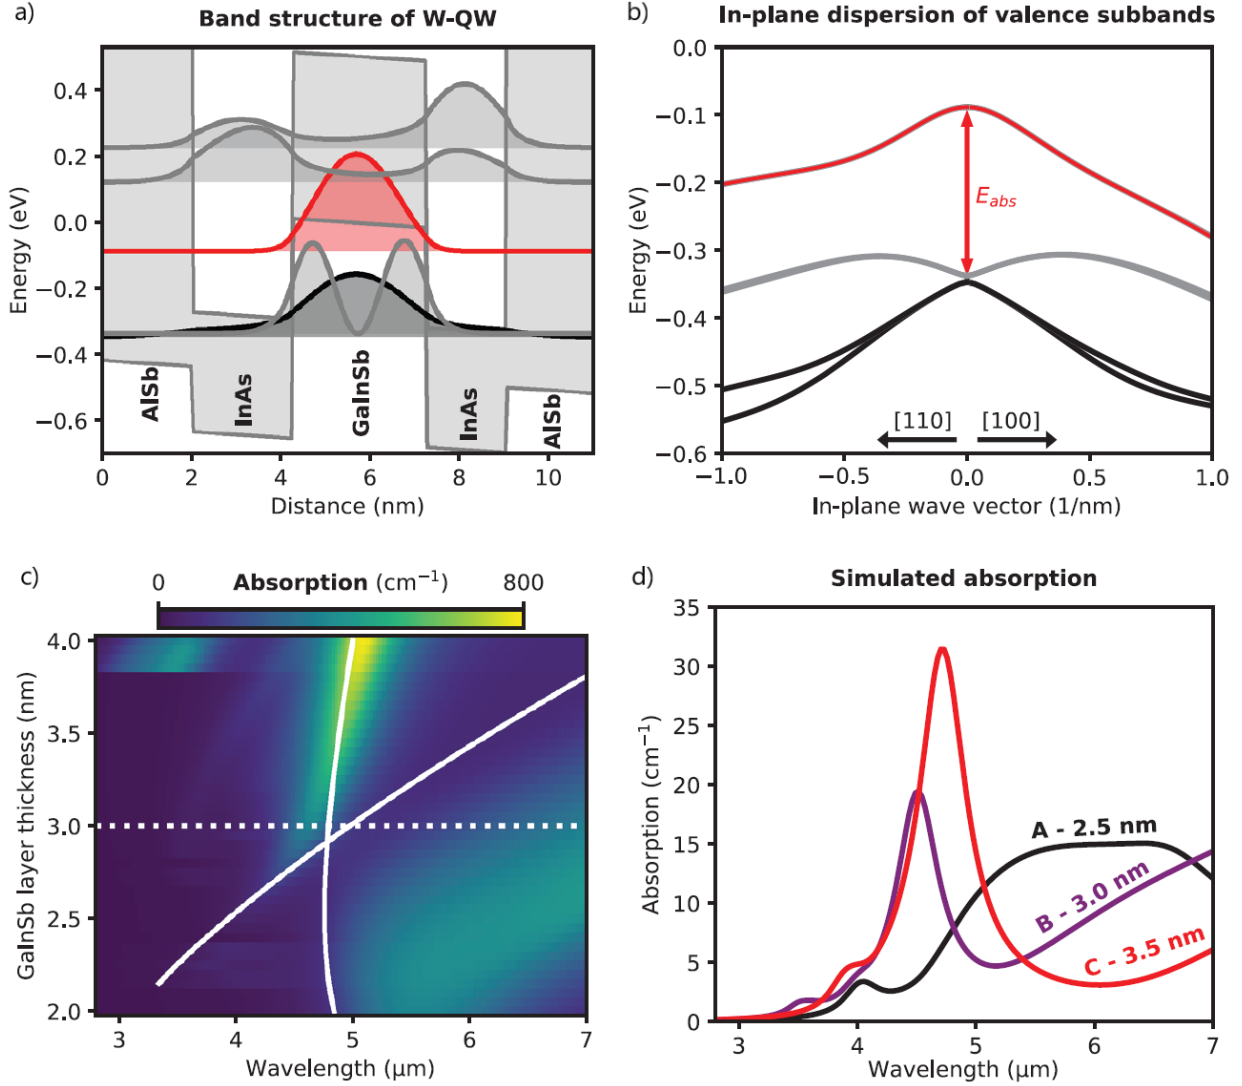 a)
Band structure of W-QW
Energy (eV)
0.4
0.2
0.0
−0.2
−0.4
−0.6
AlSb
InAs
GaInSb
InAs
AlSb
0 2 4 6 8 10
Distance (nm)
b)
In-plane dispersion of valence subbands
Energy (eV)
0.0
−0.1
−0.2
−0.3
−0.4
−0.5
−0.6
E_abs
[110] [100]
−1.0 −0.5 0.0 0.5 1.0
In-plane wave vector (1/nm)
c)
0 Absorption (cm⁻¹) 800
GaInSb layer thickness (nm)
4.0
3.5
3.0
2.5
2.0
3 4 5 6 7
Wavelength (μm)
d)
Simulated absorption
Absorption (cm⁻¹)
35
30
25
20
15
10
5
0
A - 2.5 nm
B - 3.0 nm
C - 3.5 nm
3 4 5 6 7
Wavelength (μm)